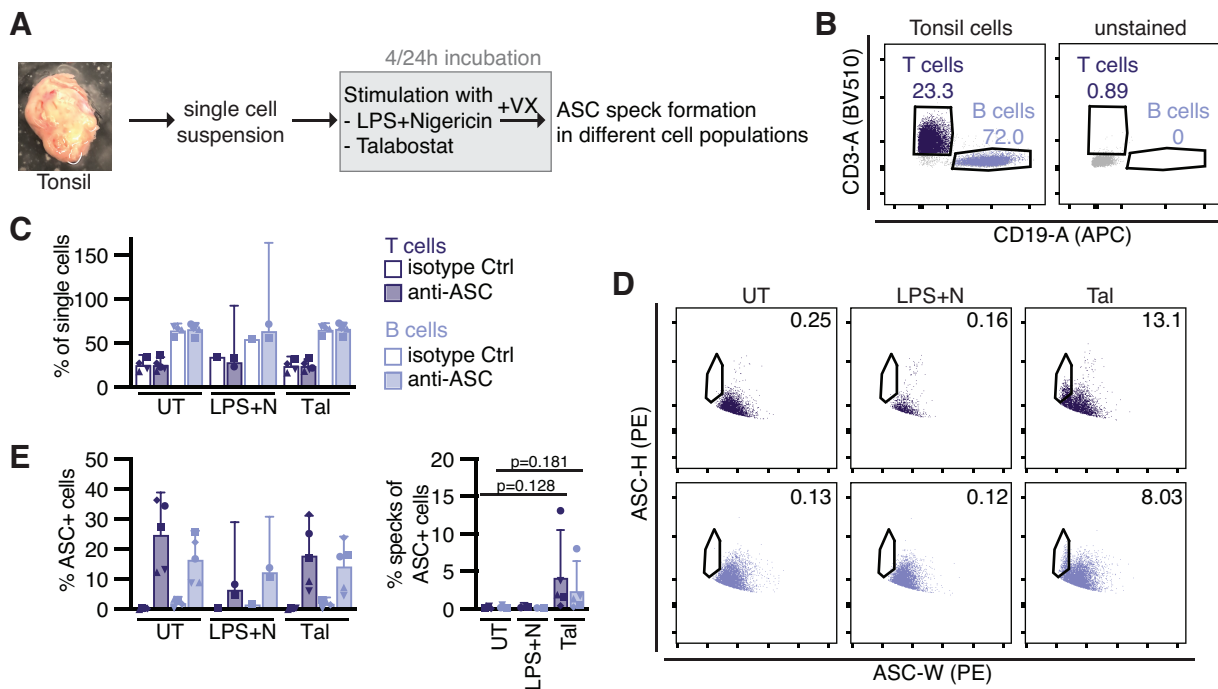 A
Tonsil
single cell
suspension
4/24h incubation
Stimulation with
- LPS+Nigericin
- Talabostat
+VX
ASC speck formation
in different cell populations
B
Tonsil cells
unstained
T cells
23.3
B cells
72.0
T cells
0.89
B cells
0
CD3-A (BV510)
CD19-A (APC)
C
% of single cells
150
100
50
0
UT
LPS+N
Tal
T cells
isotype Ctrl
anti-ASC
B cells
isotype Ctrl
anti-ASC
D
UT
LPS+N
Tal
0.25
0.16
13.1
0.13
0.12
8.03
ASC-H (PE)
ASC-W (PE)
E
% ASC+ cells
50
40
30
20
10
0
UT
LPS+N
Tal
% specks of
ASC+ cells
20
15
10
5
0
p=0.181
p=0.128
UT
LPS+N
Tal